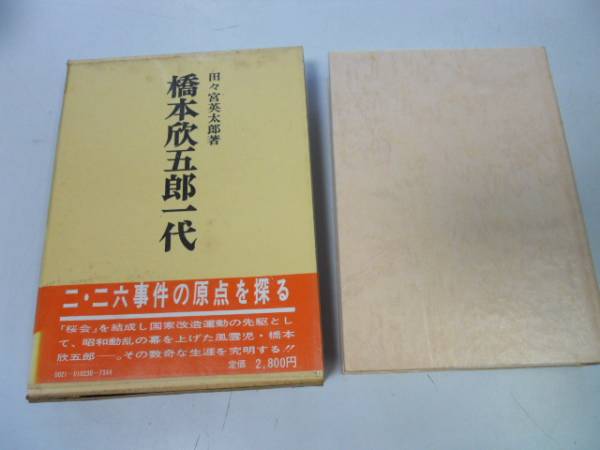 田々宮英太郎著
橋本欣五郎一代
二・二六事件の原点を探る
「桜会」を結成し国家改造運動の先駆とし
て、昭和動乱の幕を上げた風雲児・橋本
欣五郎──。その数奇な生涯を究明する!!
定価 2,800円